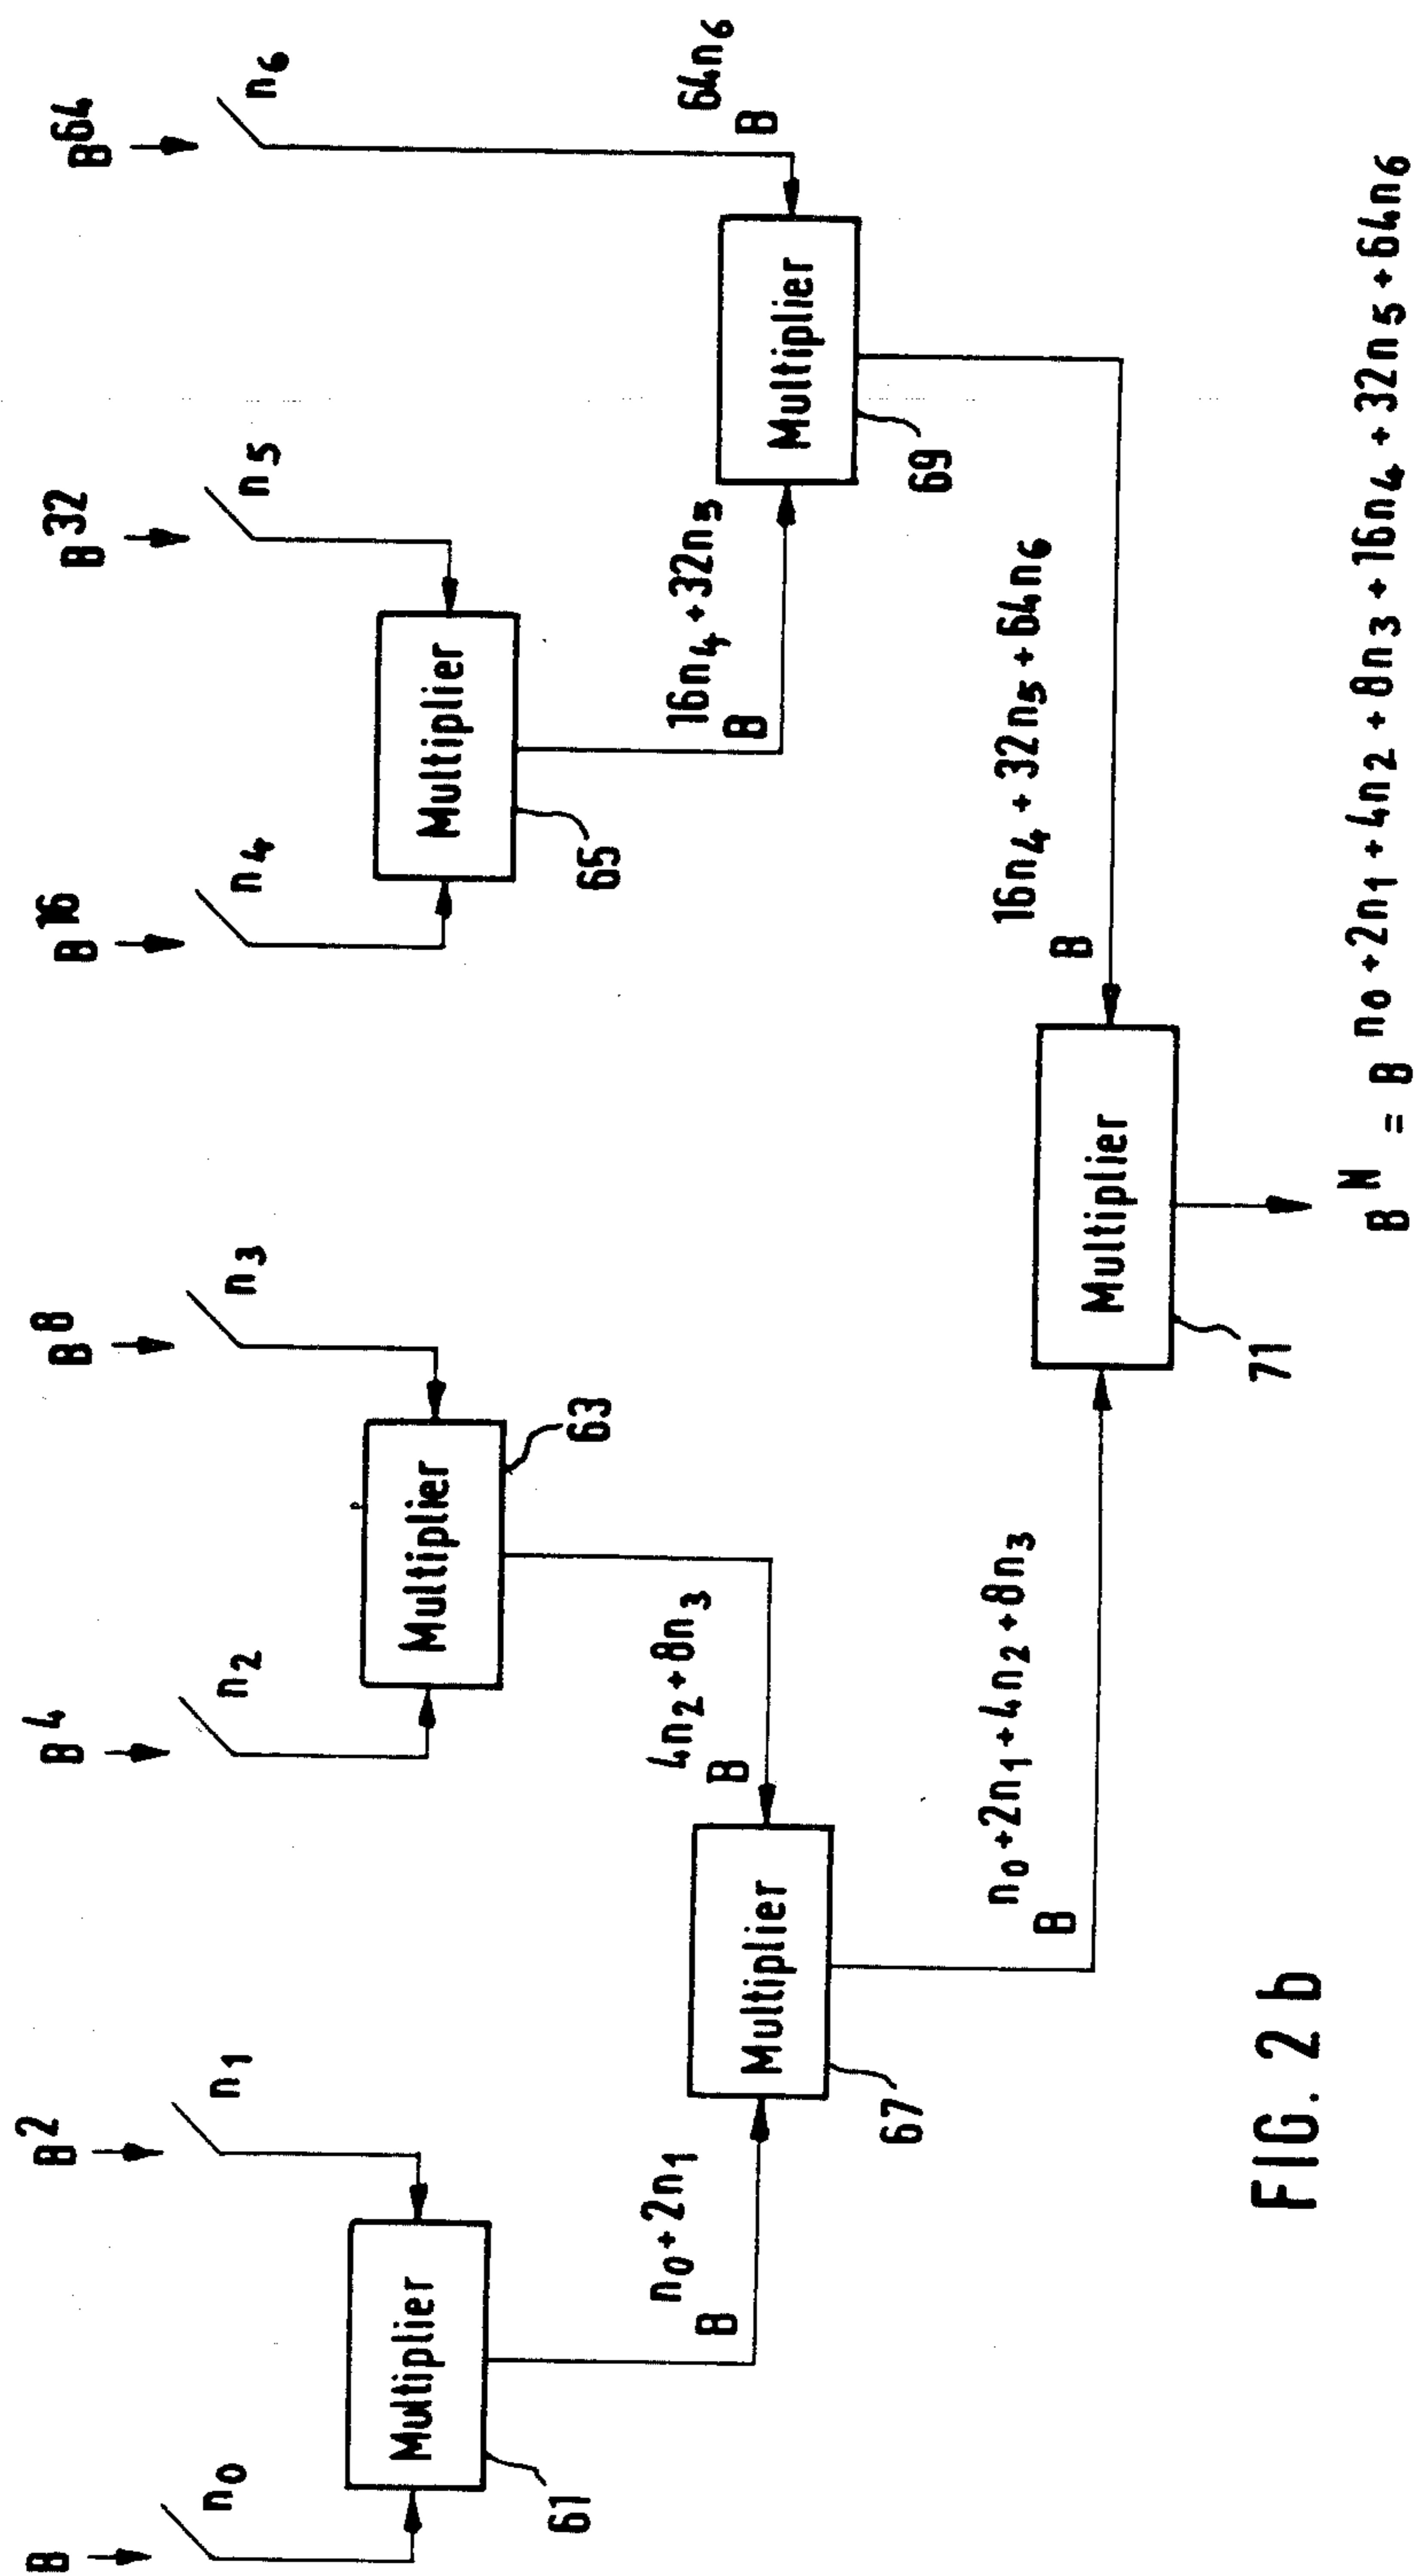 B B² B⁴ B⁸ B¹⁶ B³² B⁶⁴
n₀ n₁ n₂ n₃ n₄ n₅ n₆
Multiplier Multiplier Multiplier
61 63 65
B^n₀+2n₁ B^4n₂+8n₃ B^16n₄+32n₅ B^64n₆
Multiplier Multiplier
67 69
B^n₀+2n₁+4n₂+8n₃ B^16n₄+32n₅+64n₆
Multiplier
71
B^N = B^n₀+2n₁+4n₂+8n₃+16n₄+32n₅+64n₆
FIG. 2 b